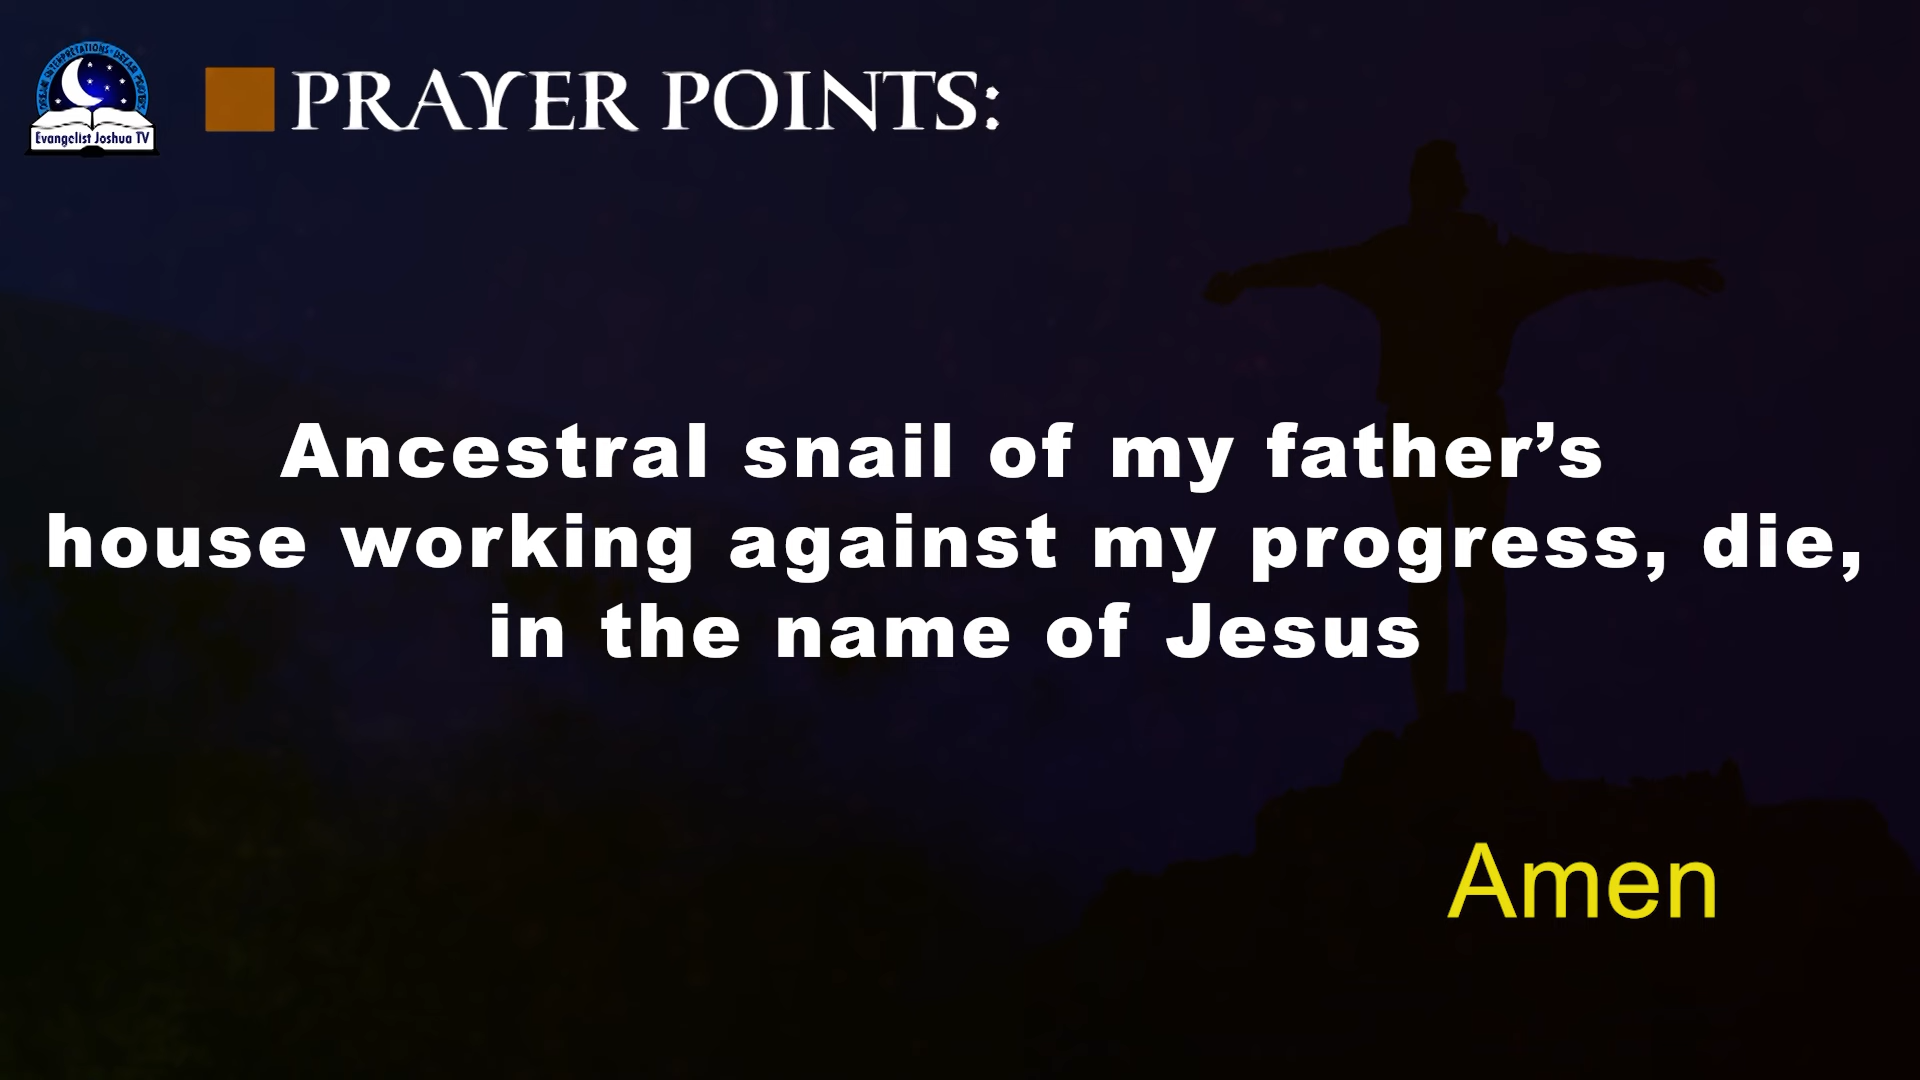 Evangelist Joshua TV
PRAYER POINTS:
Ancestral snail of my father’s
house working against my progress, die,
in the name of Jesus
Amen